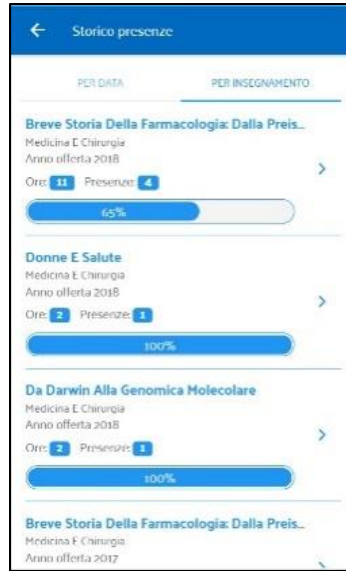 Storico presenze
PER DATA
PER INSEGNAMENTO
Breve Storia Della Farmacologia: Dalla Preis...
Medicina E Chirurgia
Anno offerta 2018
Ore: 11 Presenze: 4
65%
Donne E Salute
Medicina E Chirurgia
Anno offerta 2018
Ore: 2 Presenze: 1
100%
Da Darwin Alla Genomica Molecolare
Medicina E Chirurgia
Anno offerta 2018
Ore: 2 Presenze: 1
100%
Breve Storia Della Farmacologia: Dalla Preis...
Medicina E Chirurgia
Anno offerta 2017